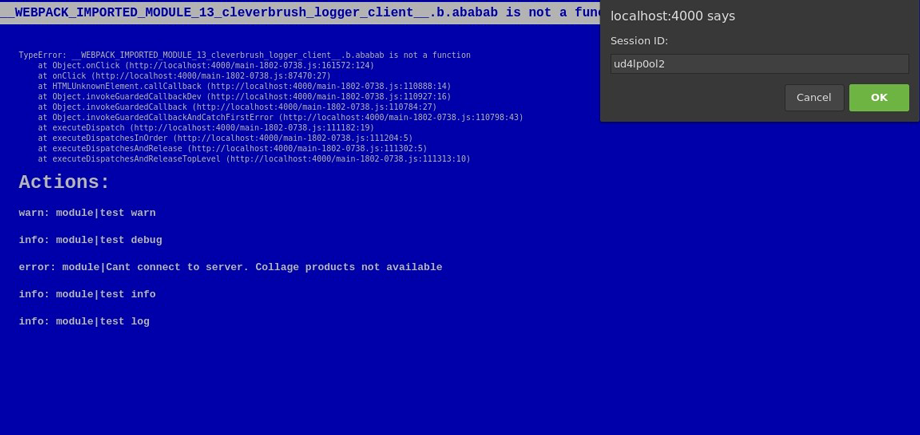 __WEBPACK_IMPORTED_MODULE_13_cleverbrush_logger_client__.b.ababab is not a func
TypeError: __WEBPACK_IMPORTED_MODULE_13_cleverbrush_logger_client__.b.ababab is not a function
at Object.onClick (http://localhost:4000/main-1802-0738.js:161572:124)
at onClick (http://localhost:4000/main-1802-0738.js:87470:27)
at HTMLUnknownElement.callCallback (http://localhost:4000/main-1802-0738.js:110888:14)
at Object.invokeGuardedCallbackDev (http://localhost:4000/main-1802-0738.js:110927:16)
at Object.invokeGuardedCallback (http://localhost:4000/main-1802-0738.js:110784:27)
at Object.invokeGuardedCallbackAndCatchFirstError (http://localhost:4000/main-1802-0738.js:110798:43)
at executeDispatch (http://localhost:4000/main-1802-0738.js:111182:19)
at executeDispatchesInOrder (http://localhost:4000/main-1802-0738.js:111204:5)
at executeDispatchesAndRelease (http://localhost:4000/main-1802-0738.js:111302:5)
at executeDispatchesAndReleaseTopLevel (http://localhost:4000/main-1802-0738.js:111313:10)
Actions:
warn: module|test warn
info: module|test debug
error: module|Cant connect to server. Collage products not available
info: module|test info
info: module|test log
localhost:4000 says
Session ID:
ud4lp0ol2
Cancel
OK